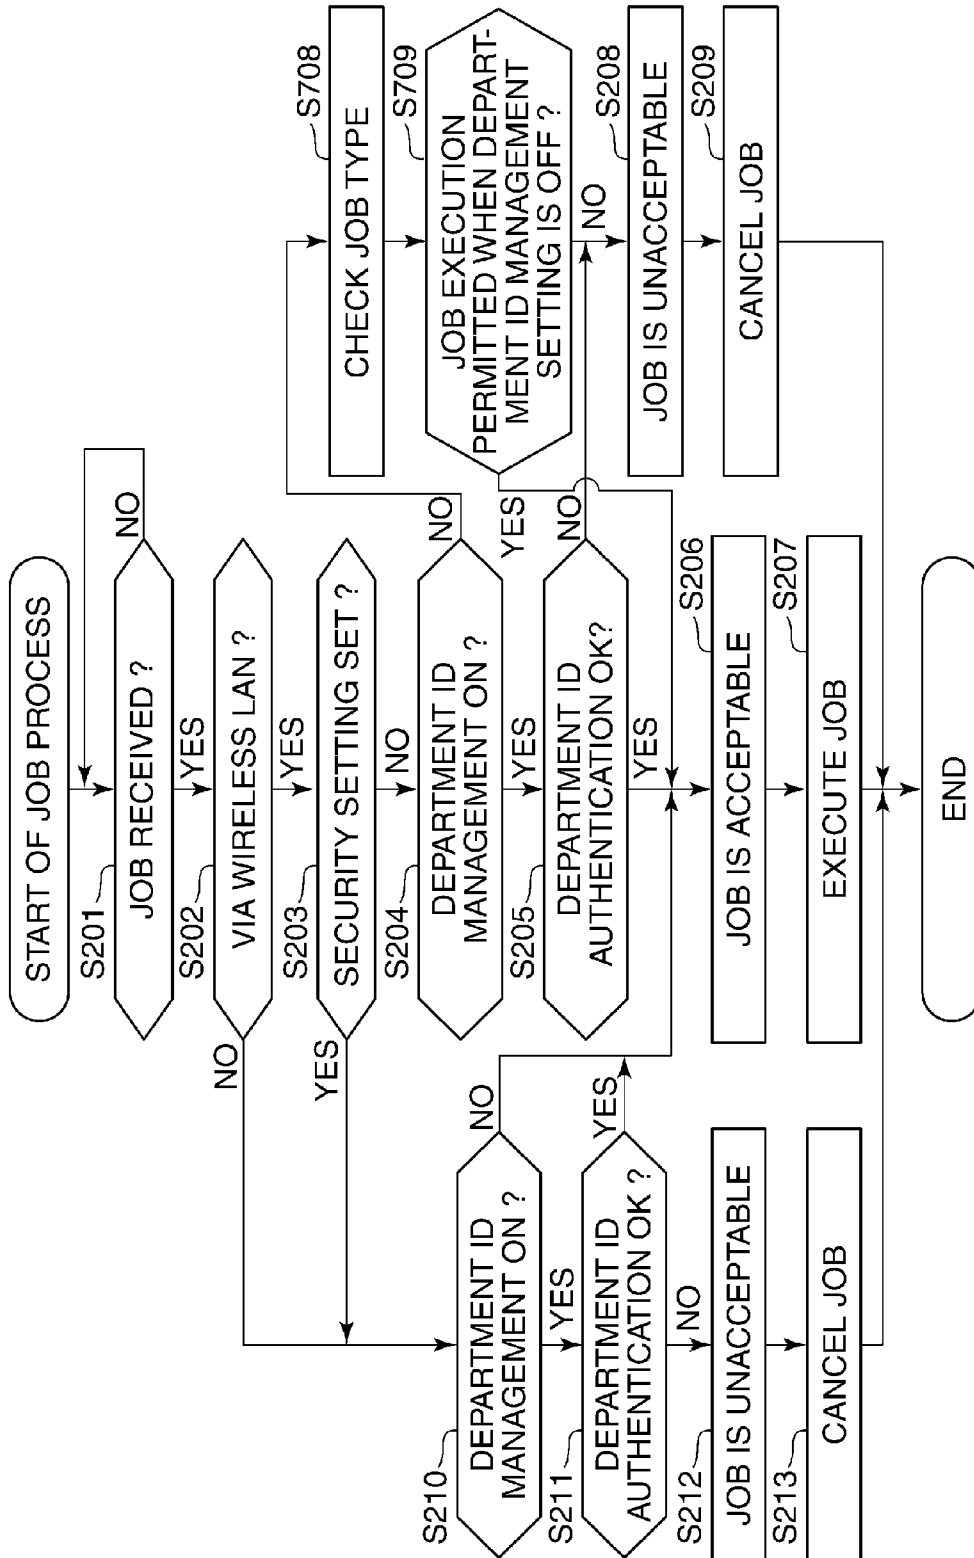 START OF JOB PROCESS
S201
JOB RECEIVED ?
NO
YES
S202
VIA WIRELESS LAN ?
NO
YES
S203
SECURITY SETTING SET ?
YES
NO
S204
DEPARTMENT ID
MANAGEMENT ON ?
NO
YES
S205
DEPARTMENT ID
AUTHENTICATION OK?
NO
YES
S206
JOB IS ACCEPTABLE
S207
EXECUTE JOB
END
S210
DEPARTMENT ID
MANAGEMENT ON ?
NO
YES
S211
DEPARTMENT ID
AUTHENTICATION OK ?
YES
NO
S212
JOB IS UNACCEPTABLE
S213
CANCEL JOB
S708
CHECK JOB TYPE
S709
JOB EXECUTION
PERMITTED WHEN DEPART-
MENT ID MANAGEMENT
SETTING IS OFF ?
YES
NO
S208
JOB IS UNACCEPTABLE
S209
CANCEL JOB